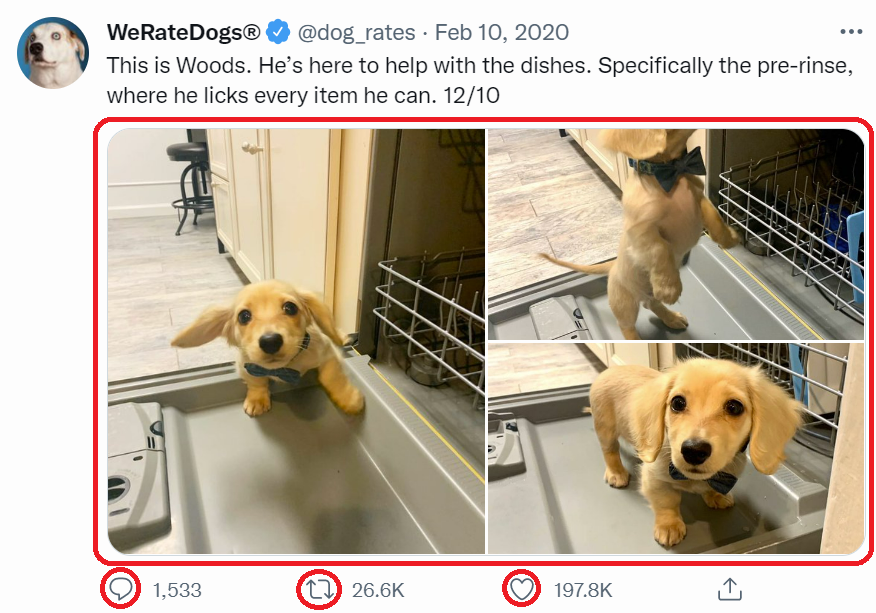 WeRateDogs® @dog_rates · Feb 10, 2020
This is Woods. He’s here to help with the dishes. Specifically the pre-rinse,
where he licks every item he can. 12/10
1,533 26.6K 197.8K